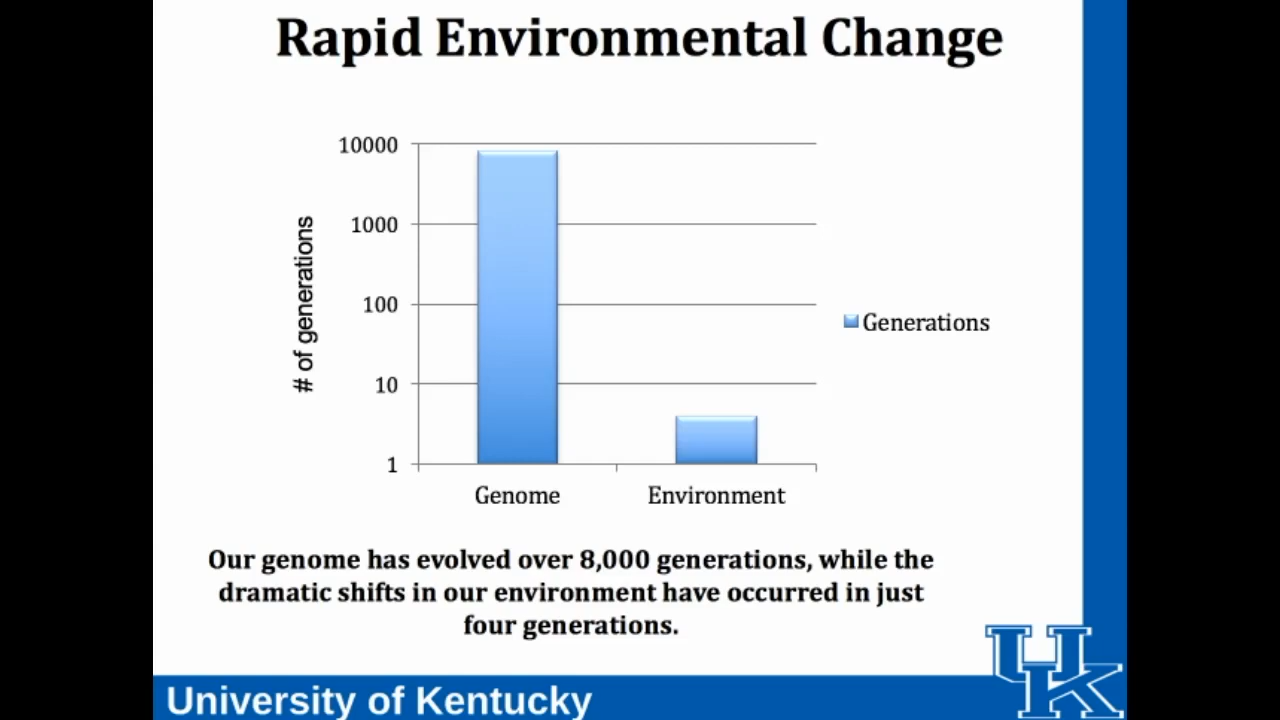 Rapid Environmental Change
10000
1000
100
10
1
# of generations
Genome
Environment
Generations
Our genome has evolved over 8,000 generations, while the
dramatic shifts in our environment have occurred in just
four generations.
University of Kentucky
UK